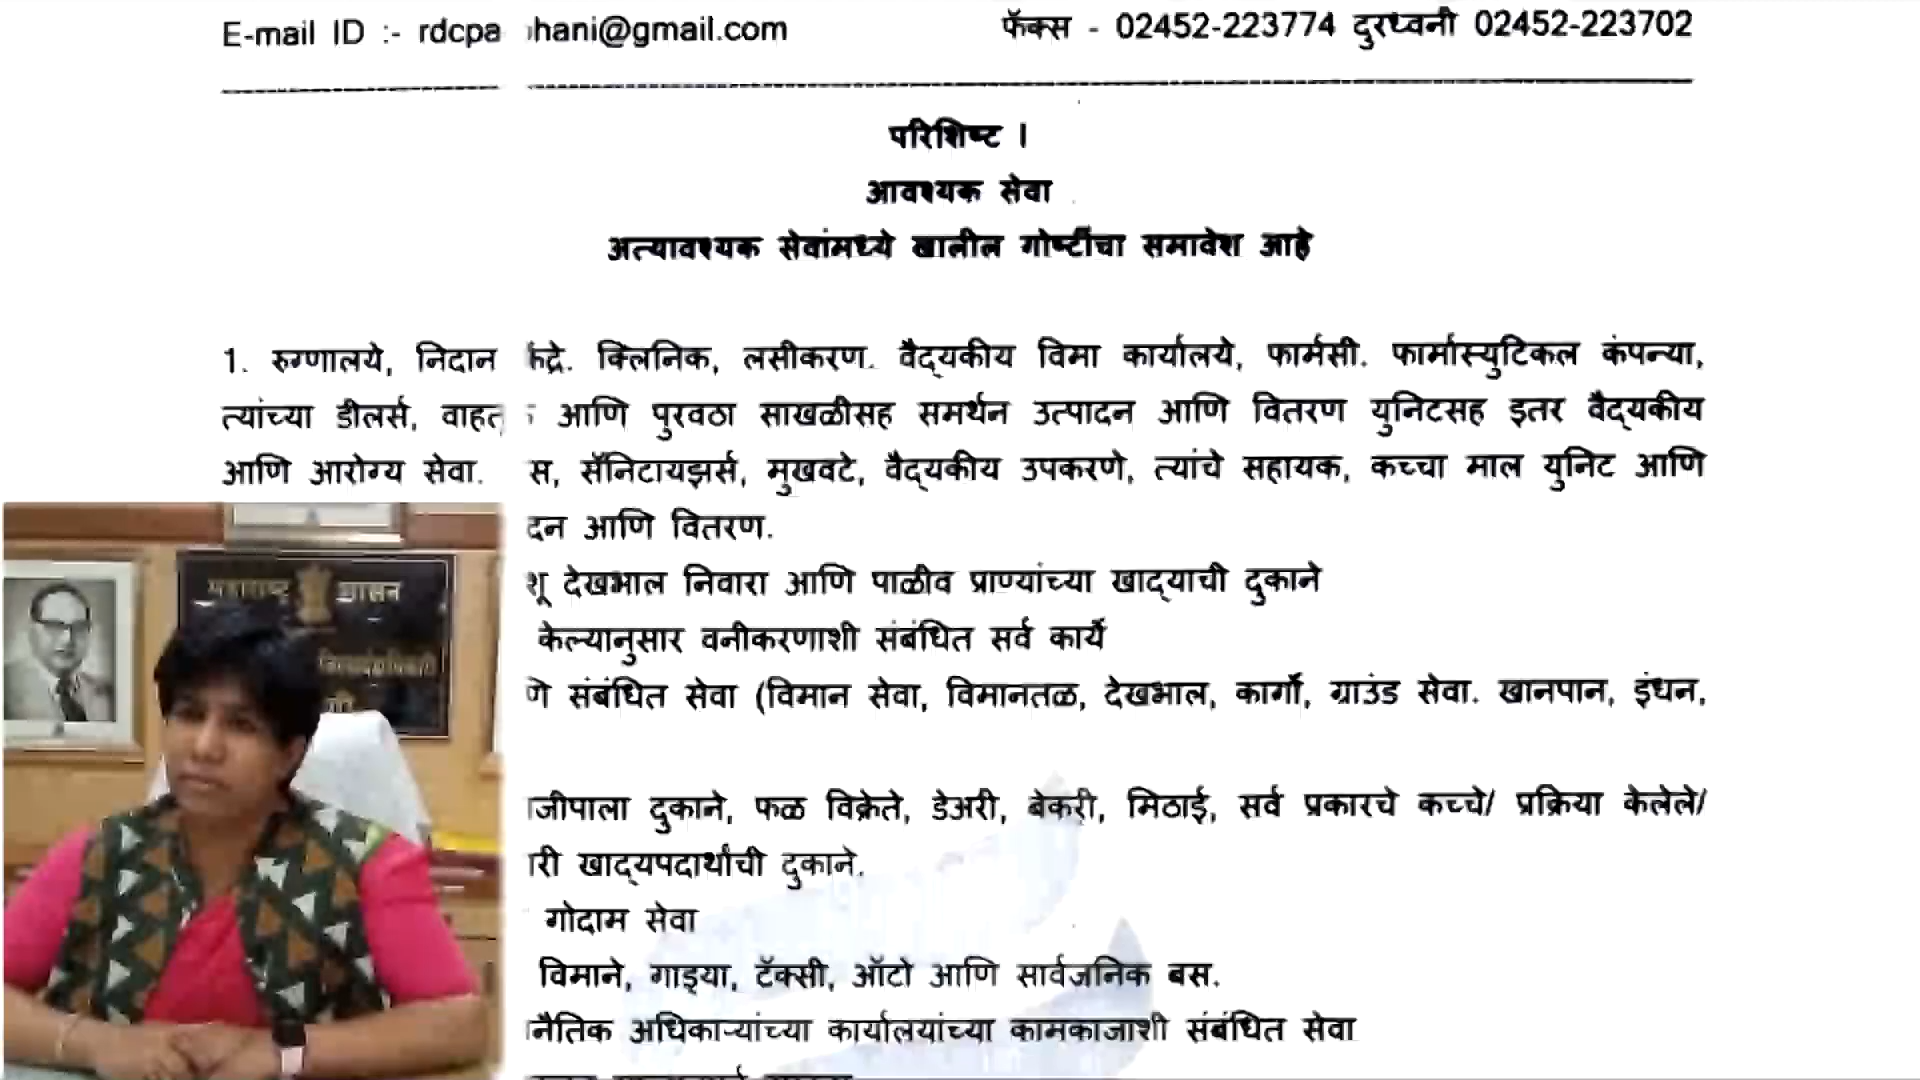 E-mail ID :- rdcpa hani@gmail.com फॅक्स - 02452-223774 दुरध्वनी 02452-223702
परिशिष्ट I
आवश्यक सेवा
अत्यावश्यक सेवांमध्ये खालील गोष्टींचा समावेश आहे
1. रुग्णालये, निदान केंद्रे. क्लिनिक, लसीकरण. वैद्यकीय विमा कार्यालये, फार्मसी. फार्मास्युटिकल कंपन्या,
त्यांच्या डीलर्स, आणि पुरवठा साखळीसह समर्थन उत्पादन आणि वितरण युनिटसह इतर वैद्यकीय
आणि आरोग्य सेवा. स, सॅनिटायझर्स, मुखवटे, वैद्यकीय उपकरणे, त्यांचे सहायक, कच्चा माल युनिट आणि
दन आणि वितरण.
शू देखभाल निवारा आणि पाळीव प्राण्यांच्या खाद्याची दुकाने
केल्यानुसार वनीकरणाशी संबंधित सर्व कार्ये
णे संबंधित सेवा (विमान सेवा, विमानतळ, देखभाल, कार्गो, ग्राउंड सेवा. खानपान, इंधन,
जीपाला दुकाने, फळ विक्रेते, डेअरी, बेकरी, मिठाई, सर्व प्रकारचे कच्चे/ प्रक्रिया केलेले/
ारी खाद्यपदार्थांची दुकाने.
गोदाम सेवा
विमाने, गाड्या, टॅक्सी, ऑटो आणि सार्वजनिक बस.
नैतिक अधिकाऱ्यांच्या कार्यालयांच्या कामकाजाशी संबंधित सेवा
महाराष्ट्र शासन